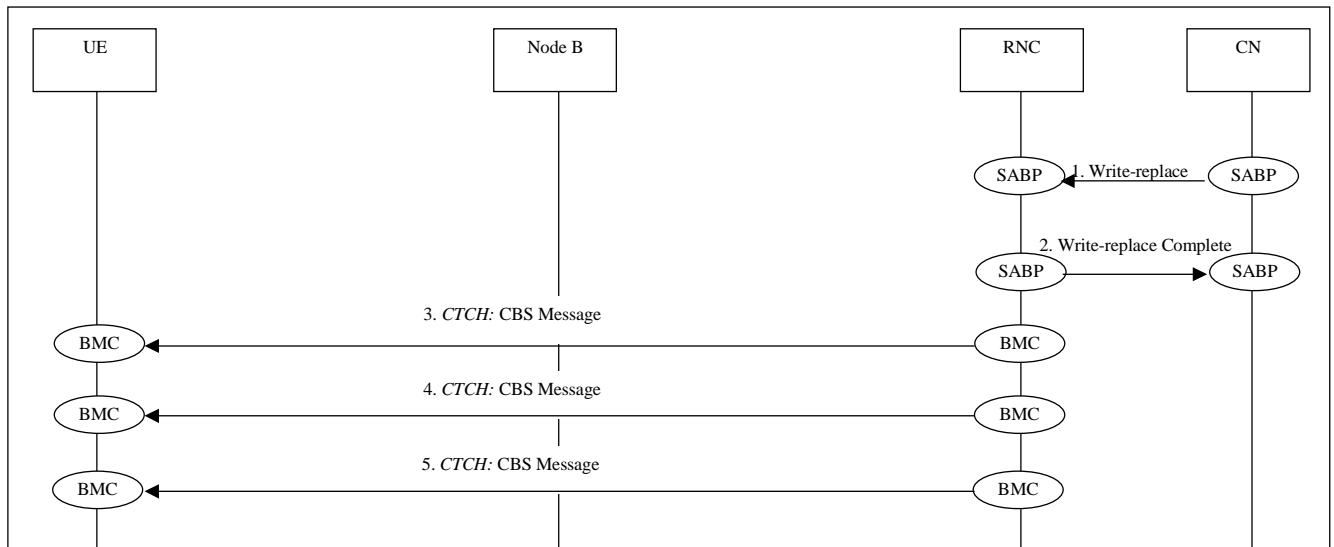 UE
Node B
RNC
CN
SABP
1. Write-replace
SABP
2. Write-replace Complete
SABP
SABP
3. CTCH: CBS Message
BMC
BMC
4. CTCH: CBS Message
BMC
BMC
5. CTCH: CBS Message
BMC
BMC